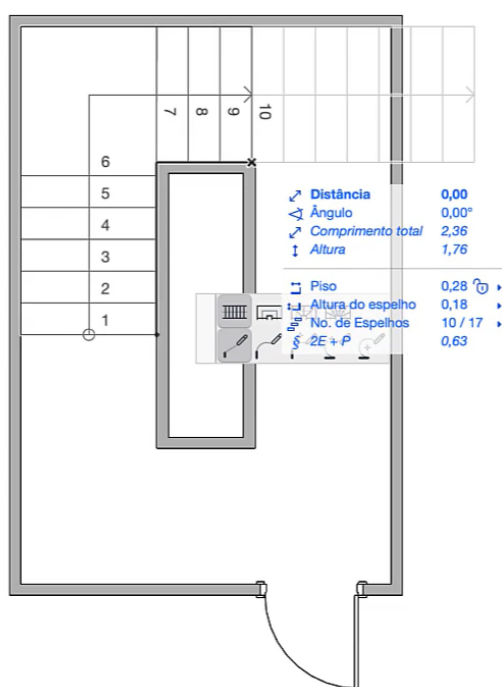 7
8
9
10
6
5
4
3
2
1
Distância 0,00
Ângulo 0,00°
Comprimento total 2,36
Altura 1,76
Piso 0,28
Altura do espelho 0,18
No. de Espelhos 10 / 17
§ 2E + P 0,63